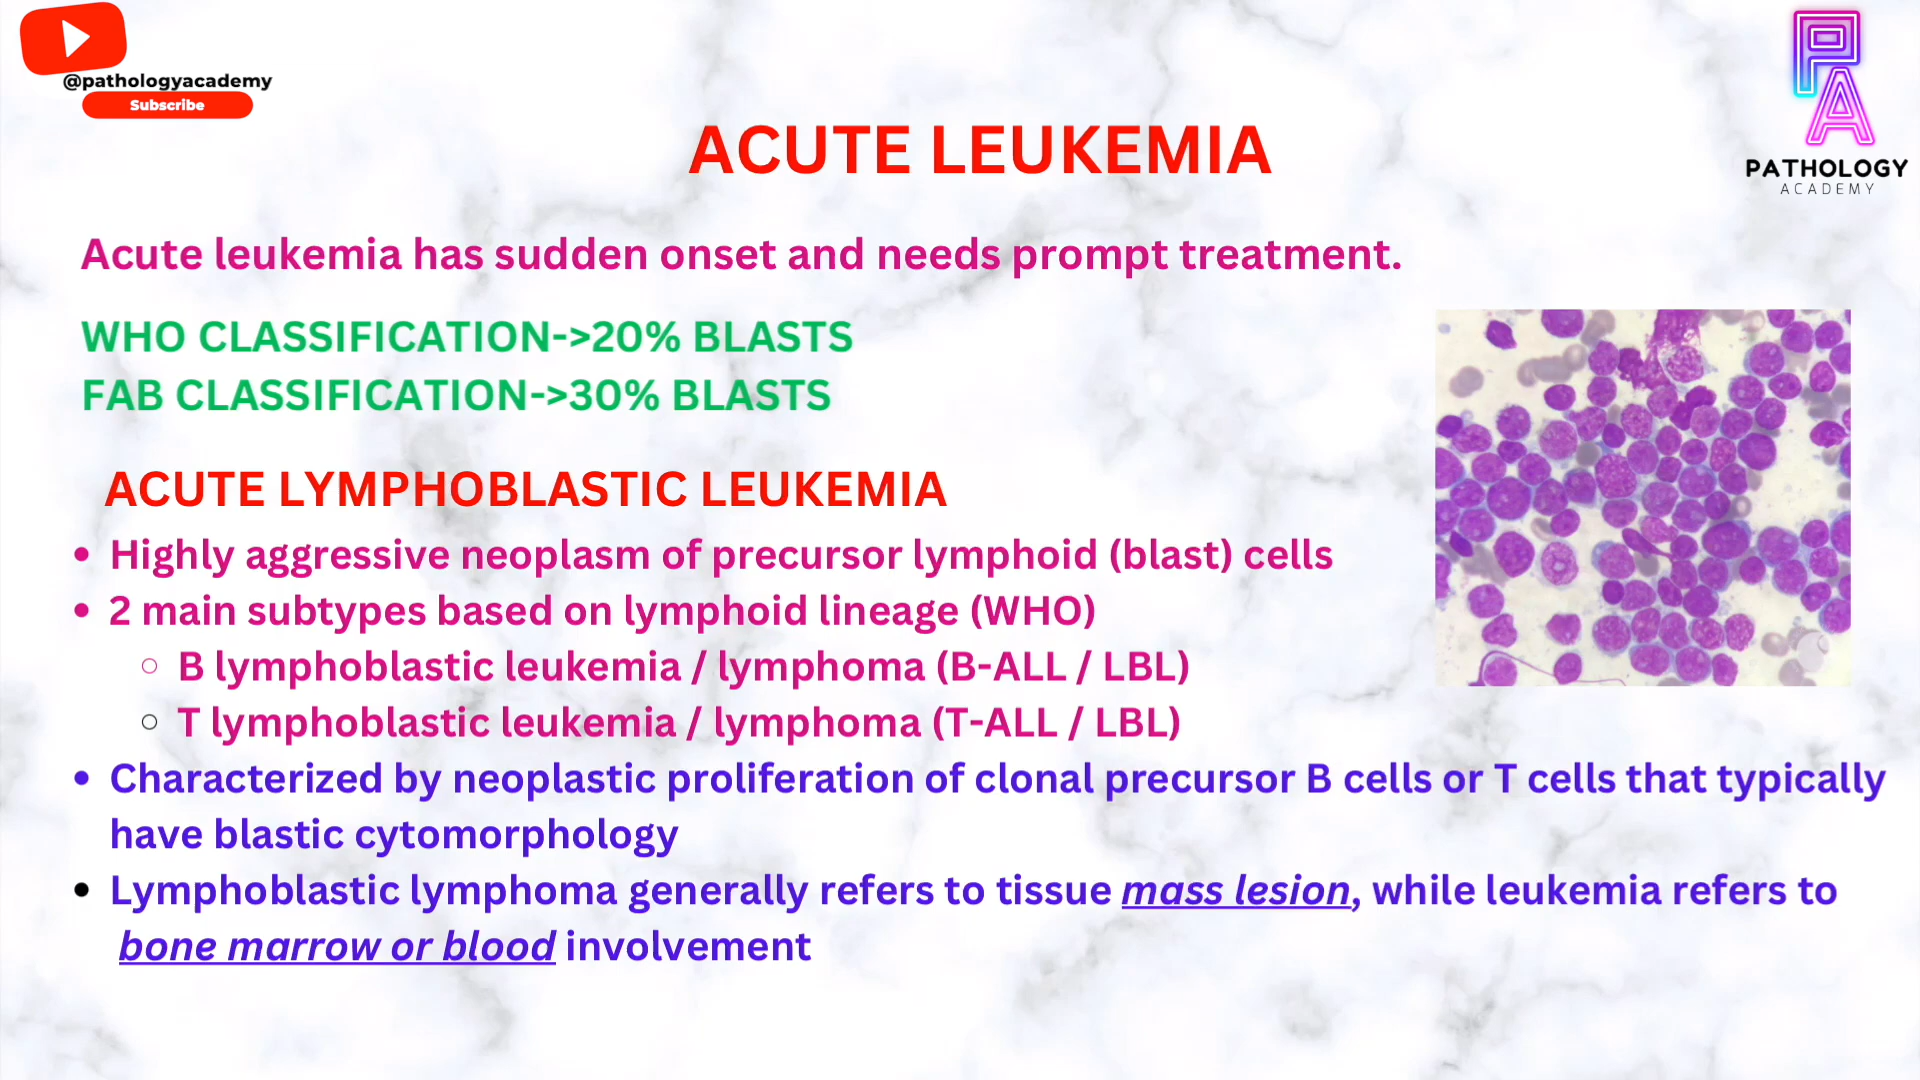 @pathologyacademy
Subscribe
PA
PATHOLOGY
ACADEMY
ACUTE LEUKEMIA
Acute leukemia has sudden onset and needs prompt treatment.
WHO CLASSIFICATION->20% BLASTS
FAB CLASSIFICATION->30% BLASTS
ACUTE LYMPHOBLASTIC LEUKEMIA
• Highly aggressive neoplasm of precursor lymphoid (blast) cells
• 2 main subtypes based on lymphoid lineage (WHO)
○ B lymphoblastic leukemia / lymphoma (B-ALL / LBL)
○ T lymphoblastic leukemia / lymphoma (T-ALL / LBL)
• Characterized by neoplastic proliferation of clonal precursor B cells or T cells that typically
have blastic cytomorphology
• Lymphoblastic lymphoma generally refers to tissue mass lesion, while leukemia refers to
bone marrow or blood involvement